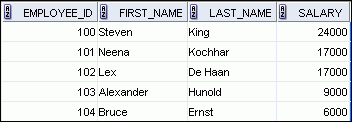 EMPLOYEE_ID FIRST_NAME LAST_NAME SALARY
100 Steven King 24000
101 Neena Kochhar 17000
102 Lex De Haan 17000
103 Alexander Hunold 9000
104 Bruce Ernst 6000